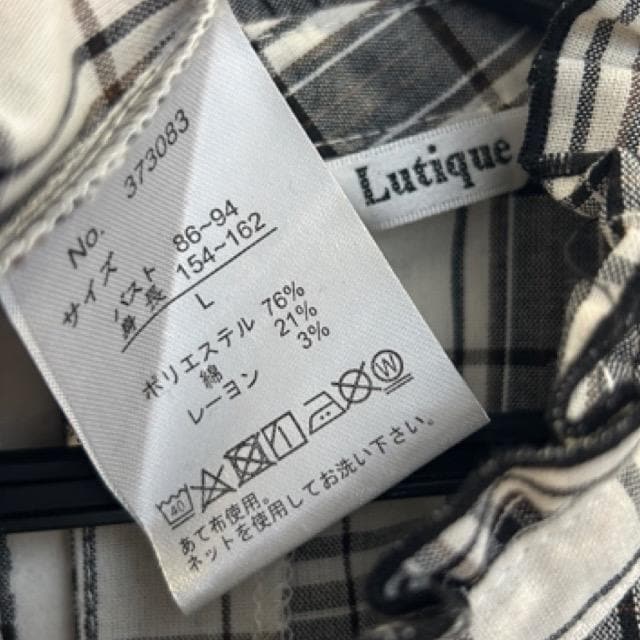 Lutique
No. 373083
サイズ
バスト 86~94
身長 154~162
L
ポリエステル 76%
綿 21%
レーヨン 3%
40
W
あて布使用。
ネットを使用してお洗い下さい。